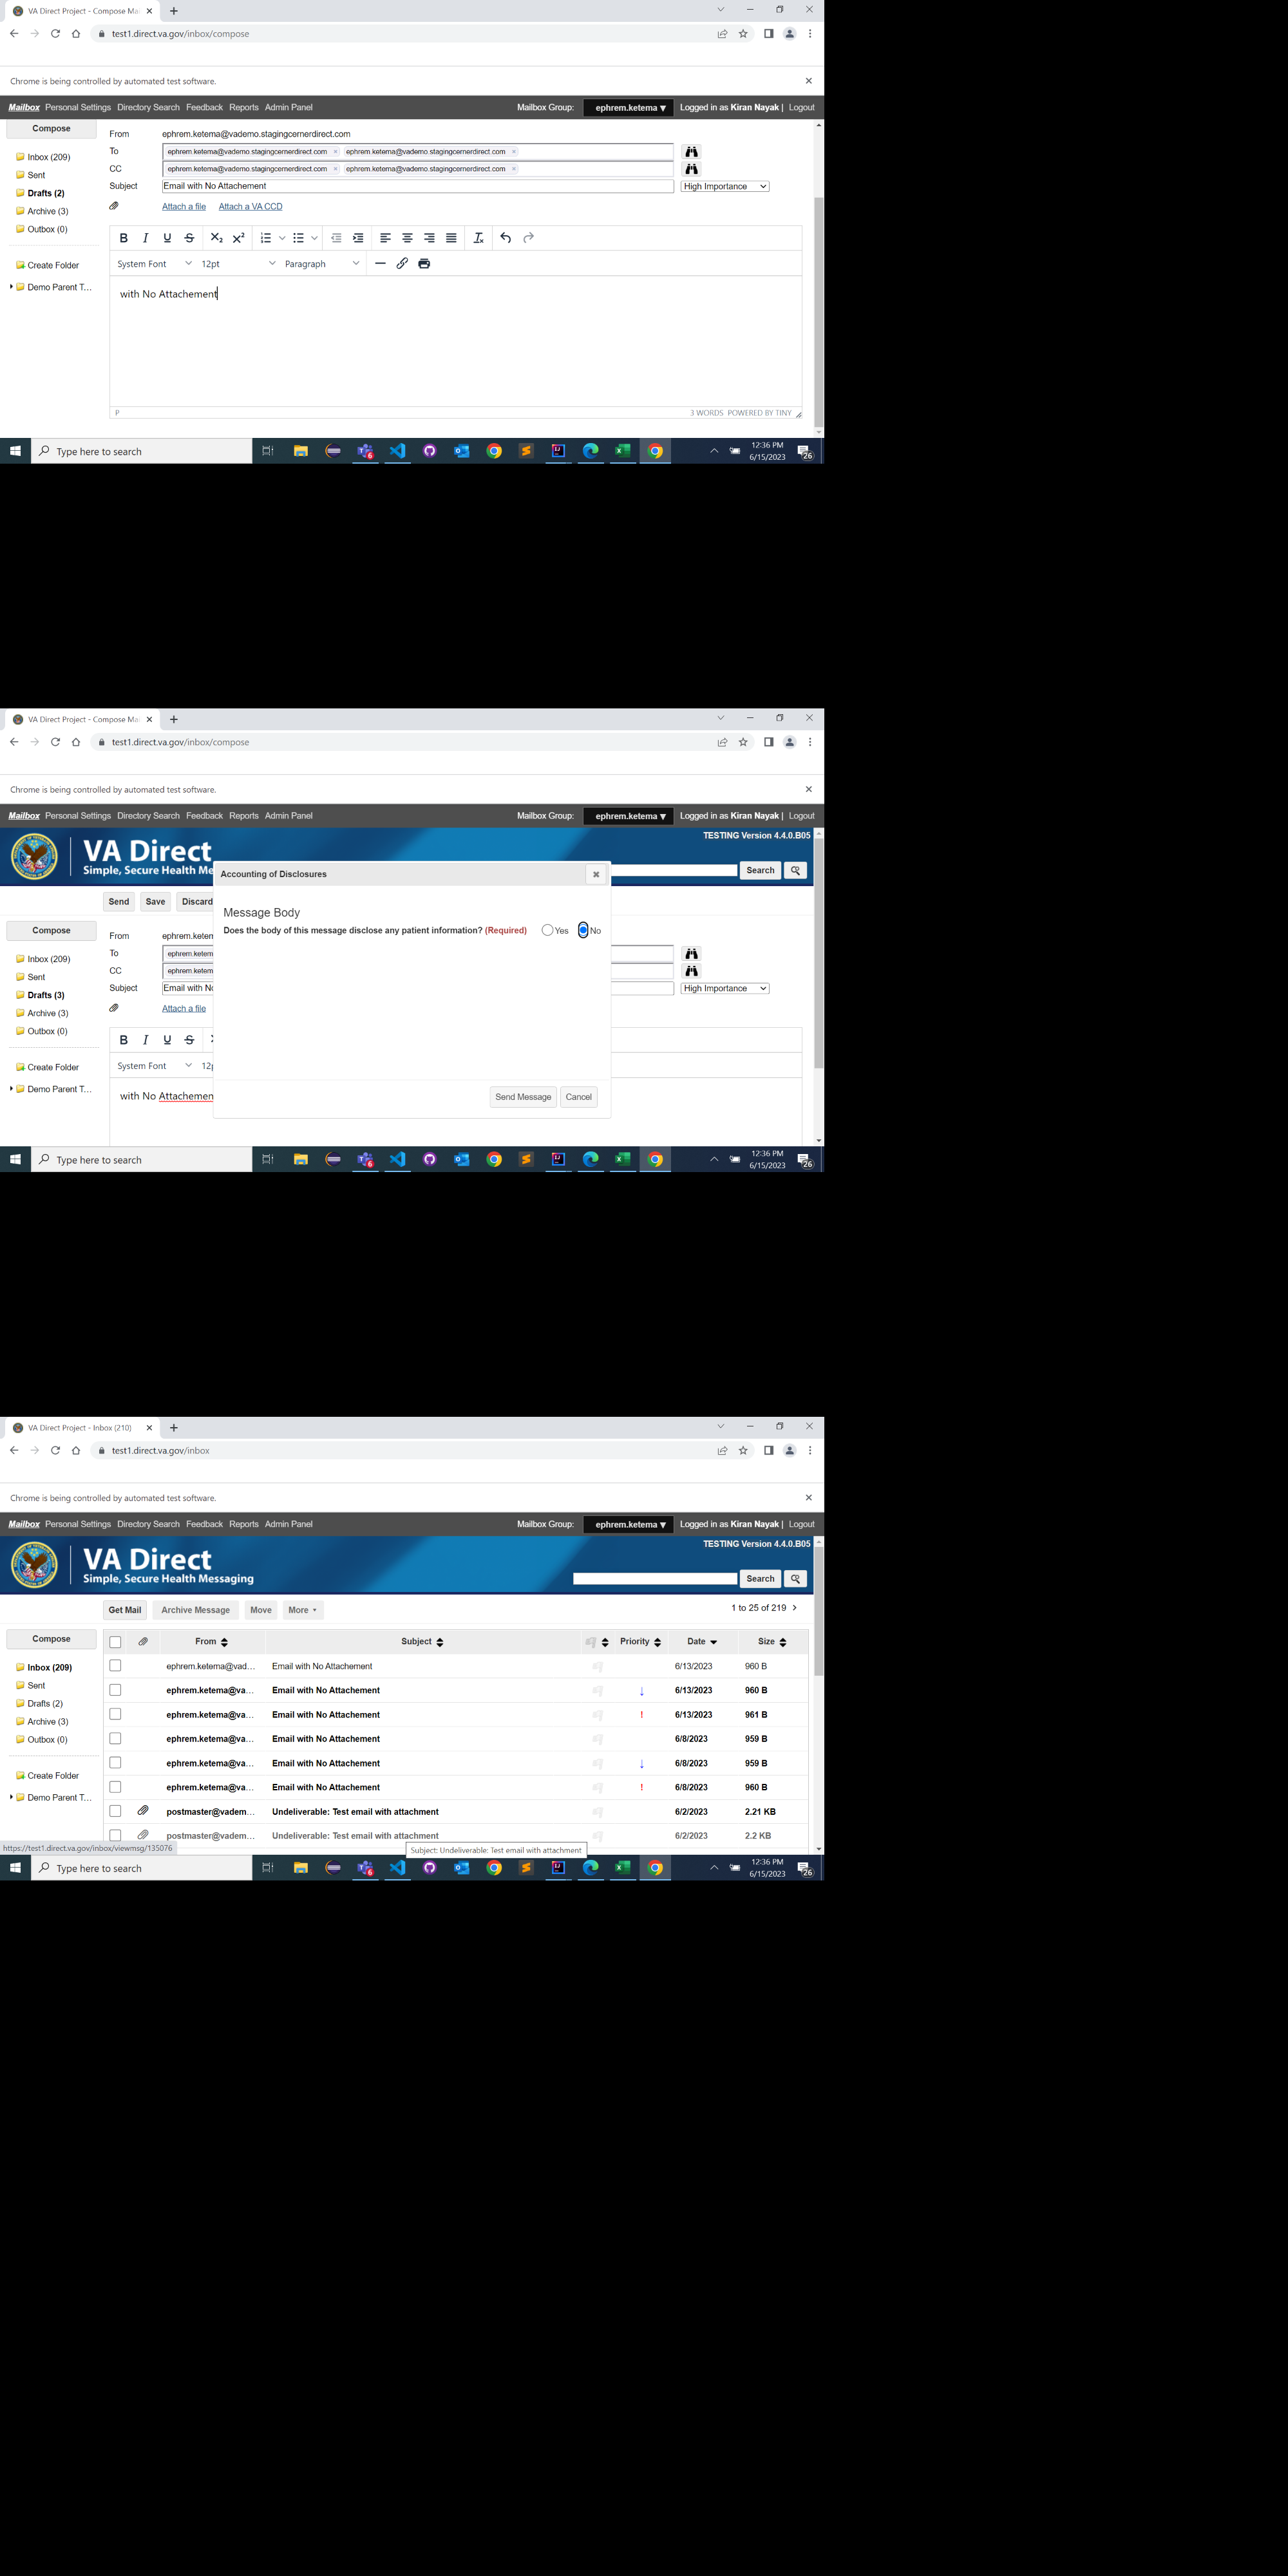 VA Direct Project - Compose Ma
test1.direct.va.gov/inbox/compose
Chrome is being controlled by automated test software.
Mailbox Personal Settings Directory Search Feedback Reports Admin Panel Mailbox Group: ephrem.ketema ▼ Logged in as Kiran Nayak | Logout
Compose
From ephrem.ketema@vademo.stagingcernerdirect.com
To ephrem.ketema@vademo.stagingcernerdirect.com × ephrem.ketema@vademo.stagingcernerdirect.com ×
CC ephrem.ketema@vademo.stagingcernerdirect.com × ephrem.ketema@vademo.stagingcernerdirect.com ×
Subject Email with No Attachement High Importance
Attach a file Attach a VA CCD
Inbox (209)
Sent
Drafts (2)
Archive (3)
Outbox (0)
Create Folder
Demo Parent T...
B I U S X₂ X²
System Font 12pt Paragraph
with No Attachement
P 3 WORDS POWERED BY TINY
Type here to search
12:36 PM
6/15/2023
26
VA Direct Project - Compose Ma
test1.direct.va.gov/inbox/compose
Chrome is being controlled by automated test software.
Mailbox Personal Settings Directory Search Feedback Reports Admin Panel Mailbox Group: ephrem.ketema ▼ Logged in as Kiran Nayak | Logout
TESTING Version 4.4.0.B05
VA Direct
Simple, Secure Health Me
Search
Send Save Discard
Accounting of Disclosures
Message Body
Does the body of this message disclose any patient information? (Required) Yes No
Send Message Cancel
Compose
Inbox (209)
Sent
Drafts (3)
Archive (3)
Outbox (0)
Create Folder
Demo Parent T...
From ephrem.keter
To ephrem.ketem
CC ephrem.ketem
Subject Email with No High Importance
Attach a file
B I U S
System Font 12p
with No Attachemen
Type here to search
12:36 PM
6/15/2023
26
VA Direct Project - Inbox (210)
test1.direct.va.gov/inbox
Chrome is being controlled by automated test software.
Mailbox Personal Settings Directory Search Feedback Reports Admin Panel Mailbox Group: ephrem.ketema ▼ Logged in as Kiran Nayak | Logout
TESTING Version 4.4.0.B05
VA Direct
Simple, Secure Health Messaging
Search
Get Mail Archive Message Move More 1 to 25 of 219
Compose
Inbox (209)
Sent
Drafts (2)
Archive (3)
Outbox (0)
Create Folder
Demo Parent T...
From Subject Priority Date Size
ephrem.ketema@vad... Email with No Attachement 6/13/2023 960 B
ephrem.ketema@va... Email with No Attachement ↓ 6/13/2023 960 B
ephrem.ketema@va... Email with No Attachement ! 6/13/2023 961 B
ephrem.ketema@va... Email with No Attachement 6/8/2023 959 B
ephrem.ketema@va... Email with No Attachement ↓ 6/8/2023 959 B
ephrem.ketema@va... Email with No Attachement ! 6/8/2023 960 B
postmaster@vadem... Undeliverable: Test email with attachment 6/2/2023 2.21 KB
postmaster@vadem... Undeliverable: Test email with attachment 6/2/2023 2.2 KB
https://test1.direct.va.gov/inbox/viewmsg/135076
Subject: Undeliverable: Test email with attachment
Type here to search
12:36 PM
6/15/2023
26